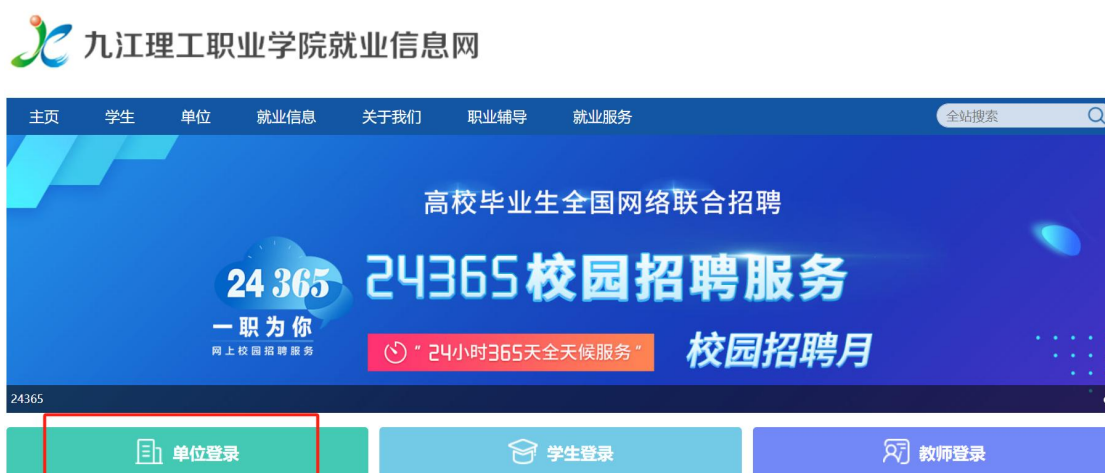 九江理工职业学院就业信息网
主页 学生 单位 就业信息 关于我们 职业辅导 就业服务 全站搜索
高校毕业生全国网络联合招聘
24365校园招聘服务
24 365
一职为你
网上校园招聘服务
“24小时365天全天候服务“
校园招聘月
24365
单位登录 学生登录 教师登录